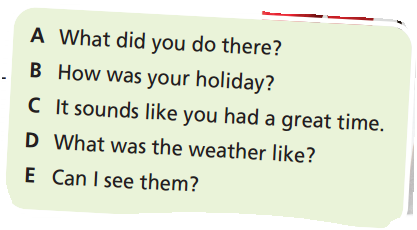 A What did you do there?
B How was your holiday?
C It sounds like you had a great time.
D What was the weather like?
E Can I see them?